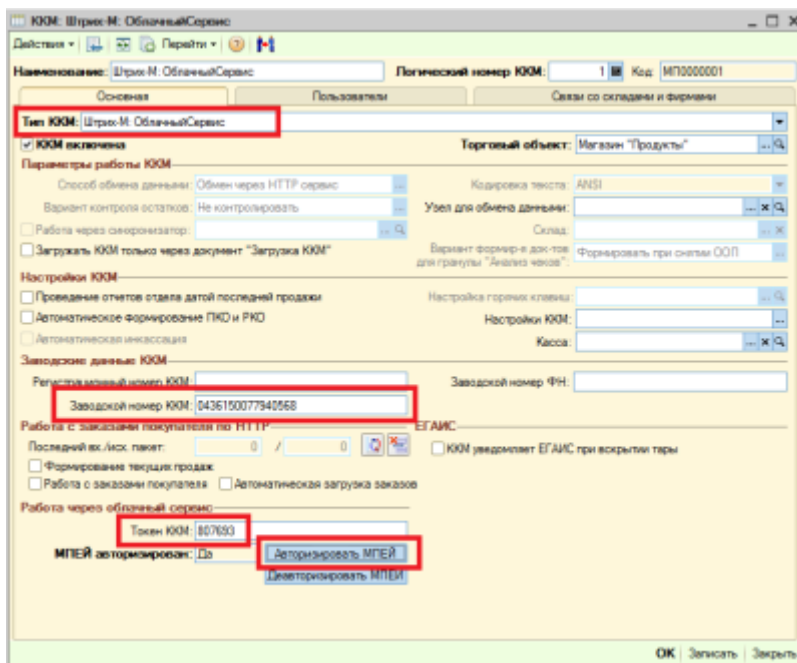 ККМ: Штрих-М: ОблачныйСервис
Действия Перейти
Наименование: Штрих-М: ОблачныйСервис Логический номер ККМ: 1 Код: МП0000001
Основная Пользователи Связи со складами и фирмами
Тип ККМ: Штрих-М: ОблачныйСервис
ККМ включена Торговый объект: Магазин "Продукты" ...
Параметры работы ККМ
Способ обмена данными: Обмен через HTTP сервис ... Кодировка текста: ANSI
Вариант контроля остатков: Не контролировать ... Узел для обмена данными: ...
Работа через синхронизатор: ... Склад: ...
Загружать ККМ только через документ "Загрузка ККМ" Вариант формир-я док-тов
для гранулы "Анализ чеков": Формировать при снятии ООП ...
Настройки ККМ
Проведение отчетов отдела датой последней продажи Настройка горячих клавиш: ...
Автоматическое формирование ПКО и РКО Настройки ККМ: ...
Автоматическая инкассация Касса: ...
Заводские данные ККМ
Регистрационный номер ККМ: Заводской номер ФН:
Заводской номер ККМ: 0436150077940568
Работа с заказами покупателя по HTTP ЕГАИС
Последний вх./исх. пакет: 0 / 0 ККМ уведомляет ЕГАИС при вскрытии тары
Формирование текущих продаж
Работа с заказами покупателя Автоматическая загрузка заказов
Работа через облачный сервис
Токен ККМ: 807693
МПЕЙ авторизирован: Да Авторизировать МПЕЙ
Деавторизировать МПЕЙ
OK Записать Закрыть